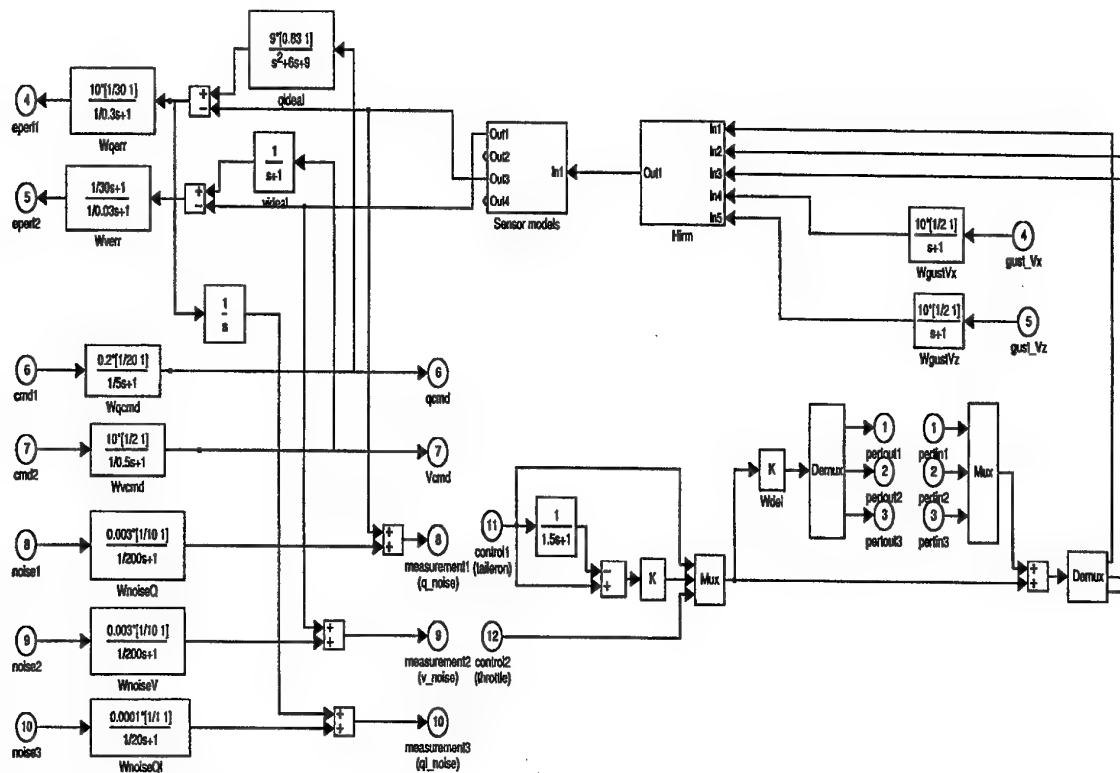 9*[0.83 1]
s²+6s+9
qideal
4
eperf1
10*[1/30 1]
1/0.3s+1
Wqerr
+
−
1
s+1
videal
5
eperf2
1/30s+1
1/0.03s+1
Wverr
+
−
Out1
Out2
Out3
Out4
In1
Sensor models
Out1
In1
In2
In3
In4
In5
Hirm
10*[1/2 1]
s+1
WgustVx
4
gust_Vx
10*[1/2 1]
s+1
WgustVz
5
gust_Vz
1
s
6
cmd1
0.2*[1/20 1]
1/5s+1
Wqcmd
6
qcmd
7
cmd2
10*[1/2 1]
1/0.5s+1
Wvcmd
7
Vcmd
8
noise1
0.003*[1/10 1]
1/200s+1
WnoiseQ
+
+
8
measurement1
(q_noise)
9
noise2
0.003*[1/10 1]
1/200s+1
WnoiseV
+
+
9
measurement2
(v_noise)
10
noise3
0.0001*[1/1 1]
1/20s+1
WnoiseQI
+
+
10
measurement3
(qI_noise)
11
control1
(taileron)
1
1.5s+1
−
+
K
Mux
12
control2
(throttle)
K
Wdel
Demux
1
pertout1
2
pertout2
3
pertout3
1
pertin1
2
pertin2
3
pertin3
Mux
+
+
Demux